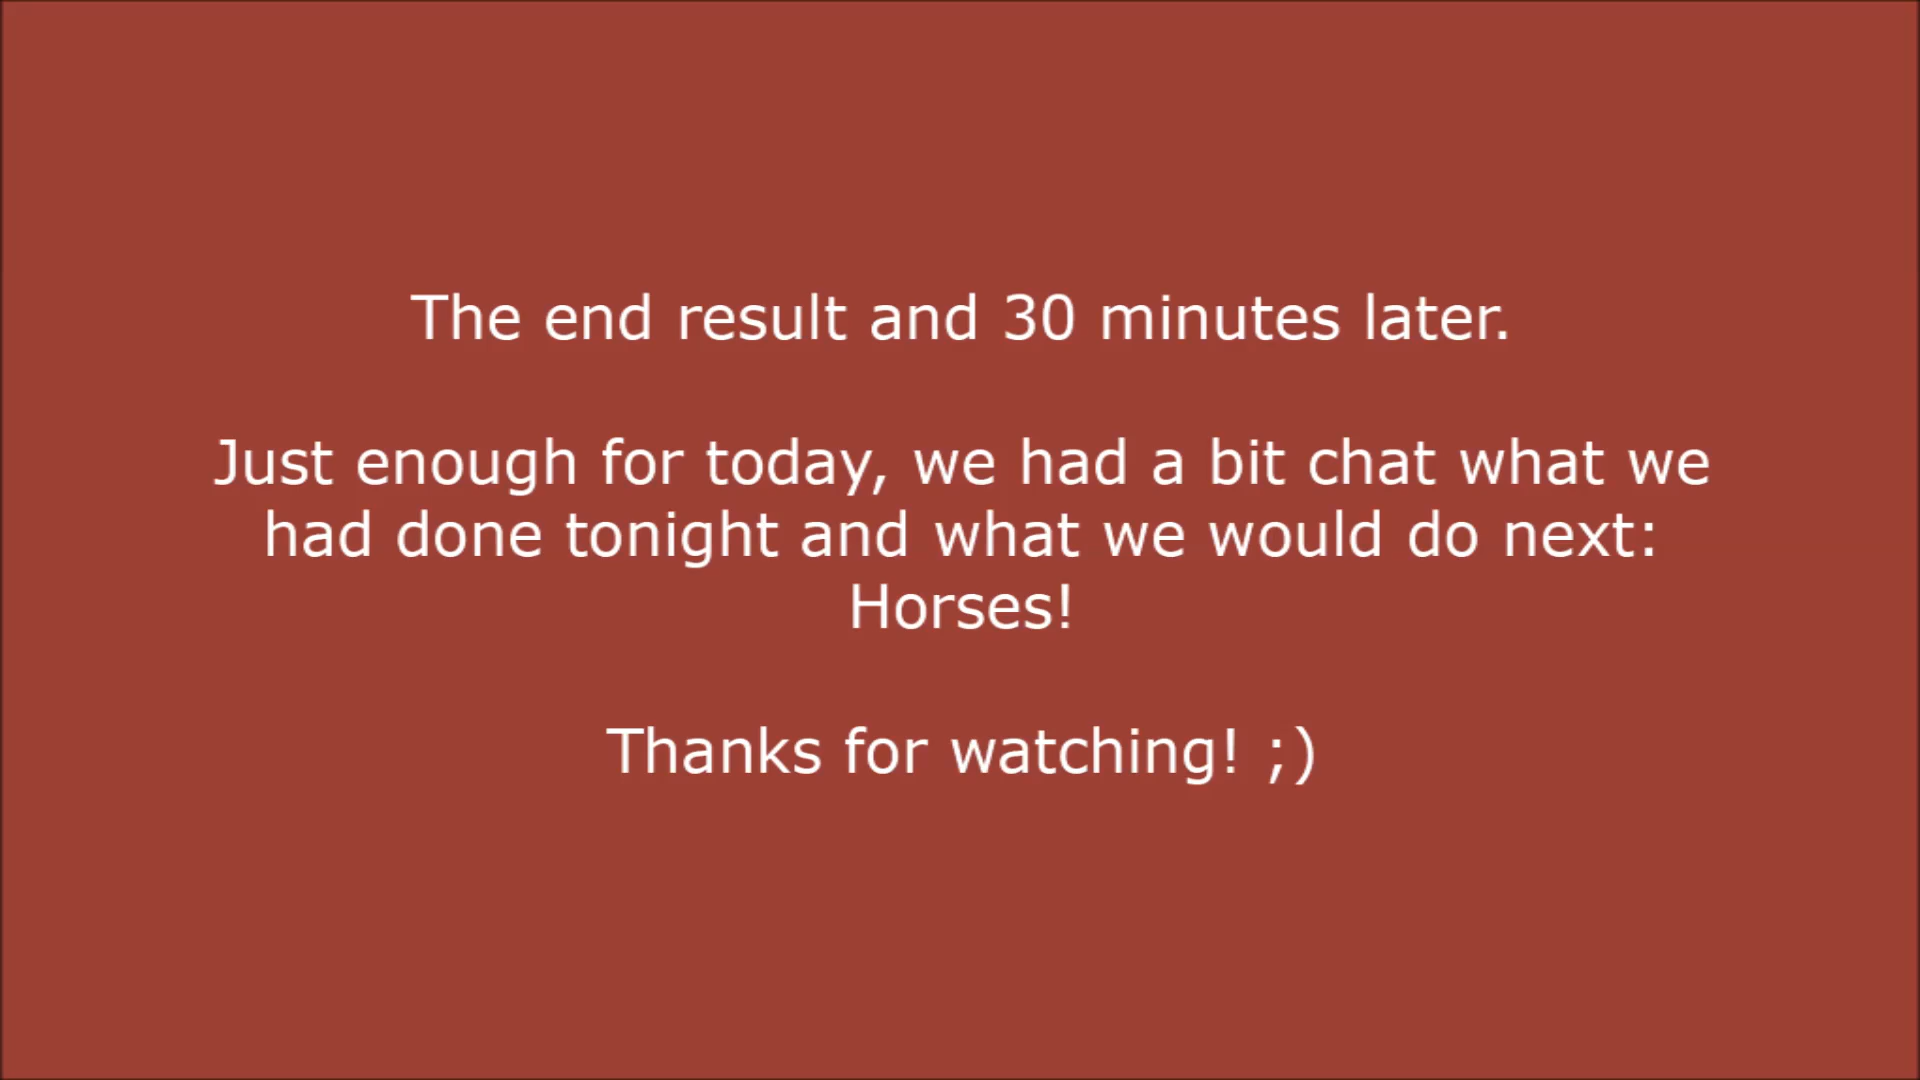 The end result and 30 minutes later.
Just enough for today, we had a bit chat what we
had done tonight and what we would do next:
Horses!
Thanks for watching! ;)